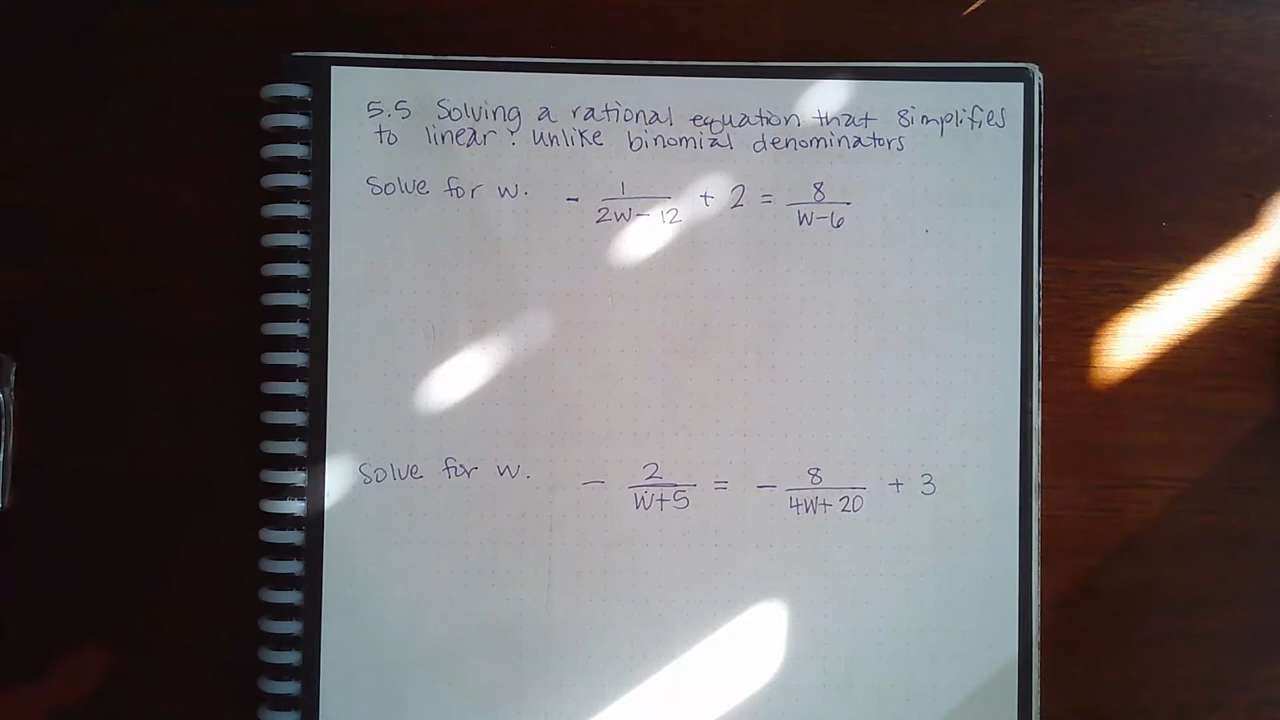 5.5 Solving a rational equation that simplifies
to linear: unlike binomial denominators
Solve for w. - 1/(2w-12) + 2 = 8/(w-6)
Solve for w. - 2/(w+5) = - 8/(4w+20) + 3